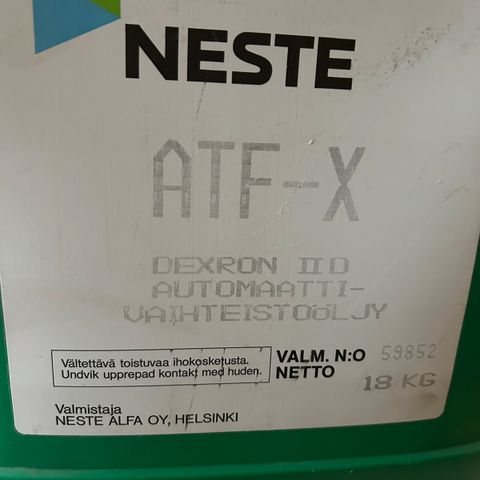 NESTE
ATF-X
DEXRON II D
AUTOMAATTI-
VAIHTEISTOÖLJY
Vältettävä toistuvaa ihokosketusta.
Undvik upprepad kontakt med huden.
VALM. N:O 59852
NETTO 18 KG
Valmistaja
NESTE ALFA OY, HELSINKI